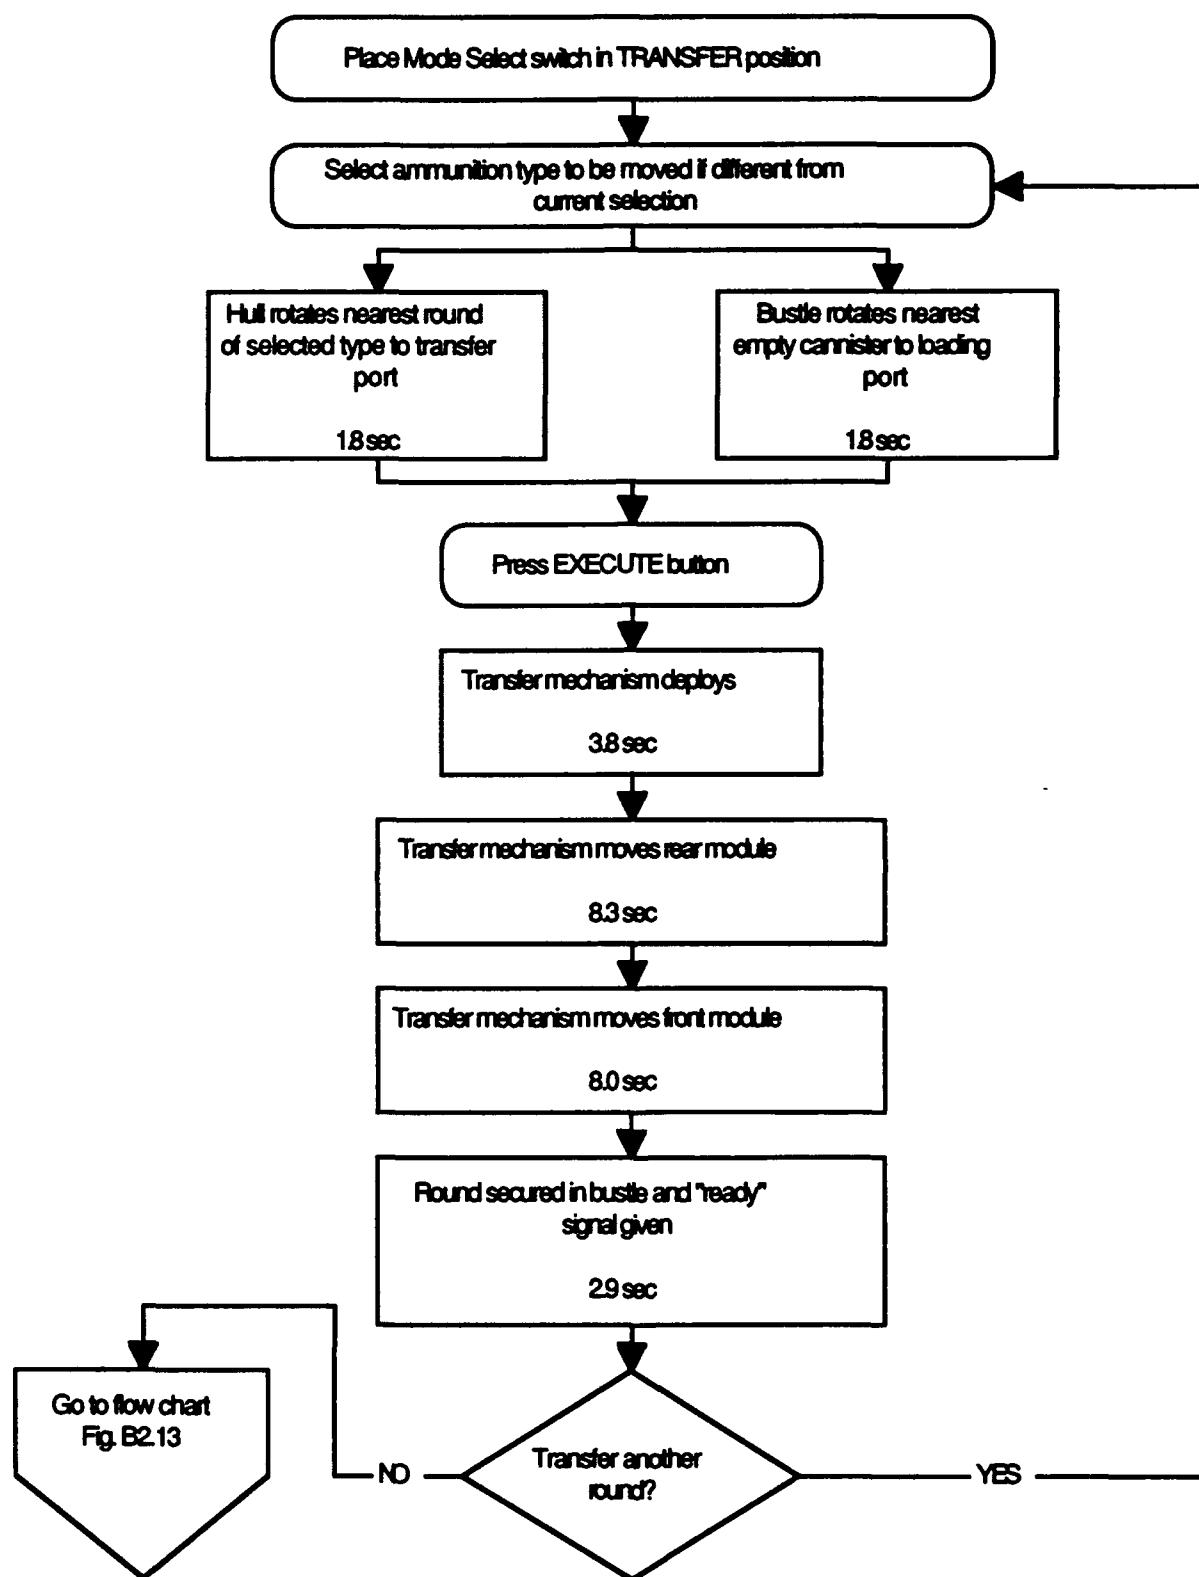 Place Mode Select switch in TRANSFER position
Select ammunition type to be moved if different from
current selection
Hull rotates nearest round
of selected type to transfer
port
1.8 sec
Bustle rotates nearest
empty cannister to loading
port
1.8 sec
Press EXECUTE button
Transfer mechanism deploys
3.8 sec
Transfer mechanism moves rear module
8.3 sec
Transfer mechanism moves front module
8.0 sec
Round secured in bustle and "ready"
signal given
2.9 sec
Go to flow chart
Fig. B2.13
NO
Transfer another
round?
YES